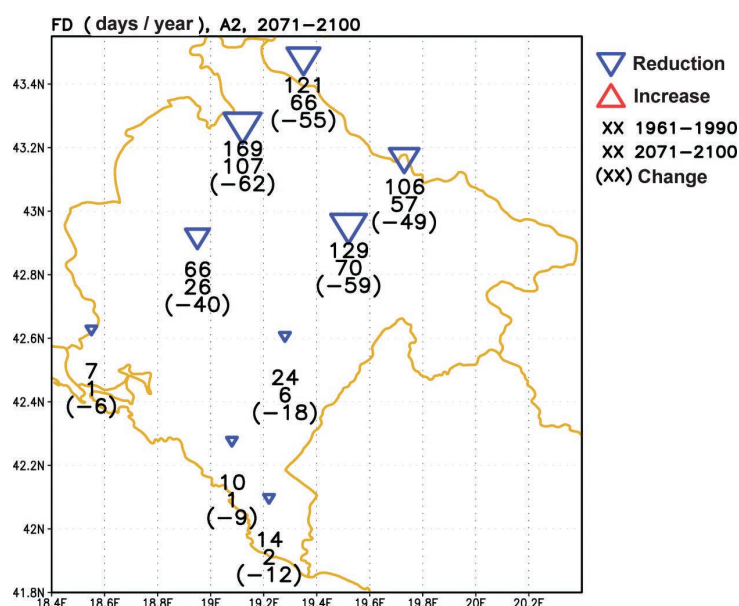 FD ( days / year ), A2, 2071−2100
43.4N
43.2N
43N
42.8N
42.6N
42.4N
42.2N
42N
41.8N
18.4E
18.6E
18.8E
19E
19.2E
19.4E
19.6E
19.8E
20E
20.2E
121
66
(−55)
169
107
(−62)
106
57
(−49)
129
70
(−59)
66
26
(−40)
7
1
(−6)
24
6
(−18)
10
1
(−9)
14
2
(−12)
Reduction
Increase
XX 1961−1990
XX 2071−2100
(XX) Change